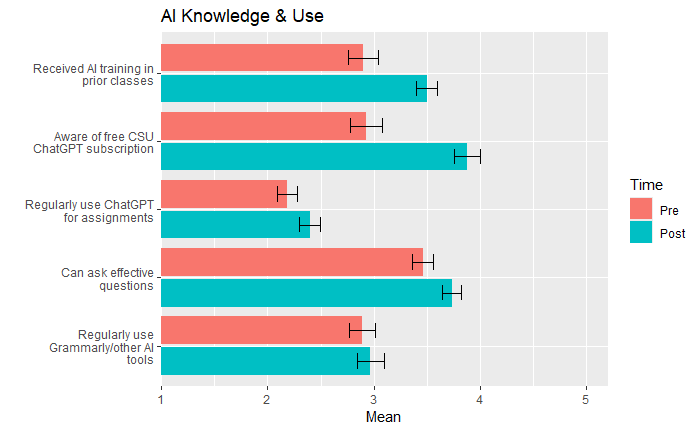 AI Knowledge & Use
Received AI training in
prior classes
Aware of free CSU
ChatGPT subscription
Regularly use ChatGPT
for assignments
Can ask effective
questions
Regularly use
Grammarly/other AI
tools
1 2 3 4 5
Mean
Time
Pre
Post